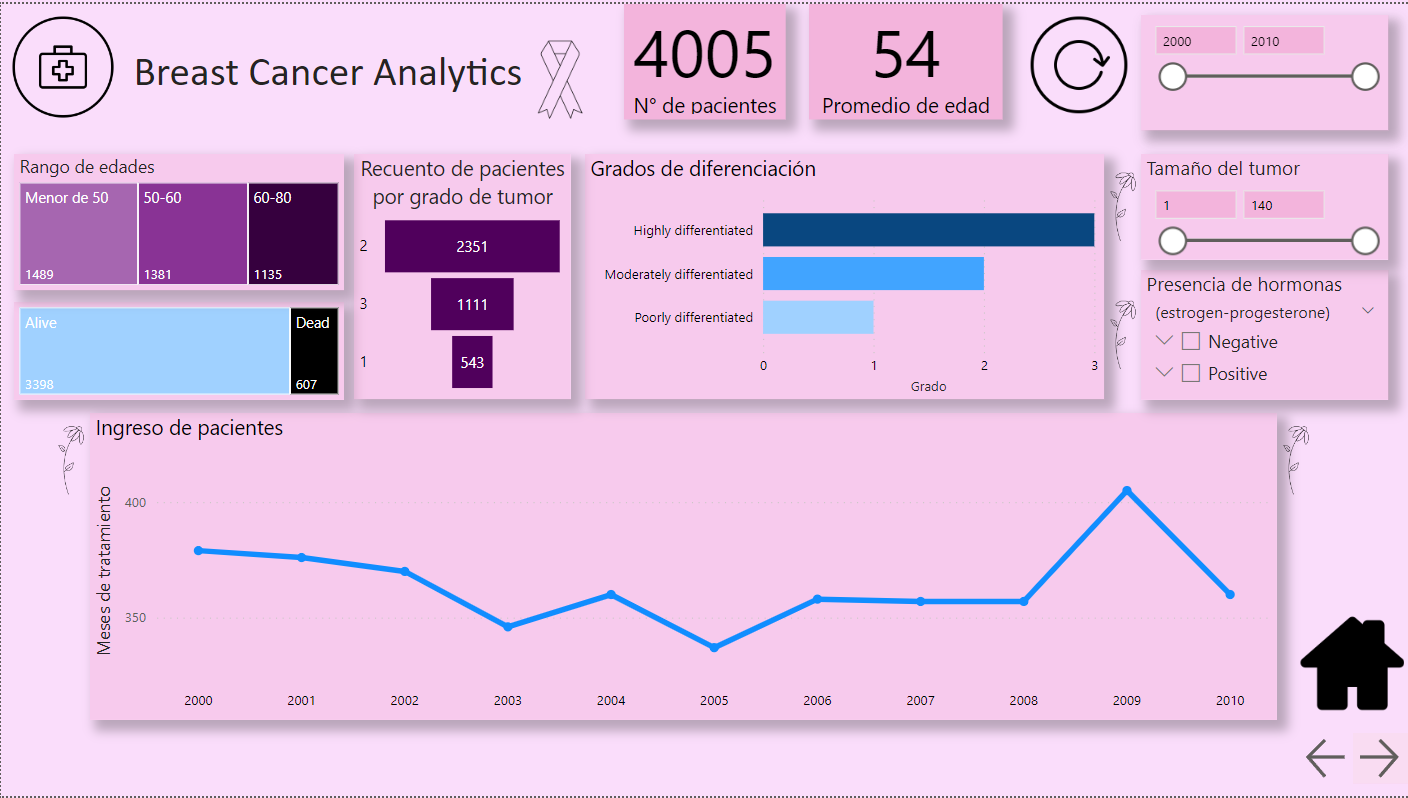 Breast Cancer Analytics
4005
N° de pacientes
54
Promedio de edad
2000 2010
Rango de edades
Menor de 50 50-60 60-80
1489 1381 1135
Alive Dead
3398 607
Recuento de pacientes
por grado de tumor
2 2351
3 1111
1 543
Grados de diferenciación
Highly differentiated
Moderately differentiated
Poorly differentiated
0 1 2 3
Grado
Tamaño del tumor
1 140
Presencia de hormonas
(estrogen-progesterone)
Negative
Positive
Ingreso de pacientes
Meses de tratamiento
400
350
2000 2001 2002 2003 2004 2005 2006 2007 2008 2009 2010